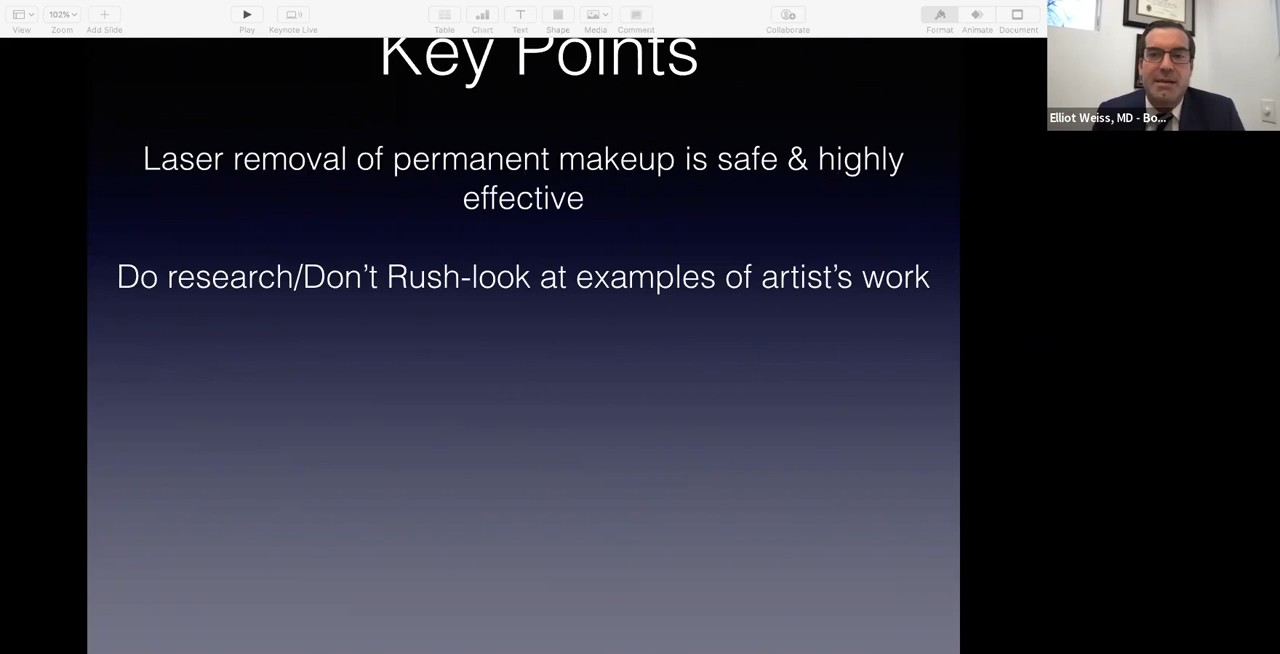 View
102%
Zoom
Add Slide
Play
Keynote Live
Table
Chart
Text
Shape
Media
Comment
Collaborate
Format
Animate
Document
Key Points
Elliot Weiss, MD - Bo...
Laser removal of permanent makeup is safe & highly
effective
Do research/Don't Rush-look at examples of artist's work